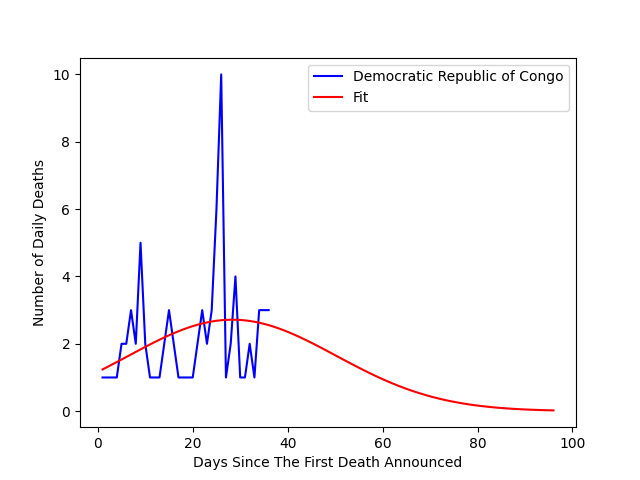 Democratic Republic of Congo
Fit
Number of Daily Deaths
10
8
6
4
2
0
0 20 40 60 80 100
Days Since The First Death Announced